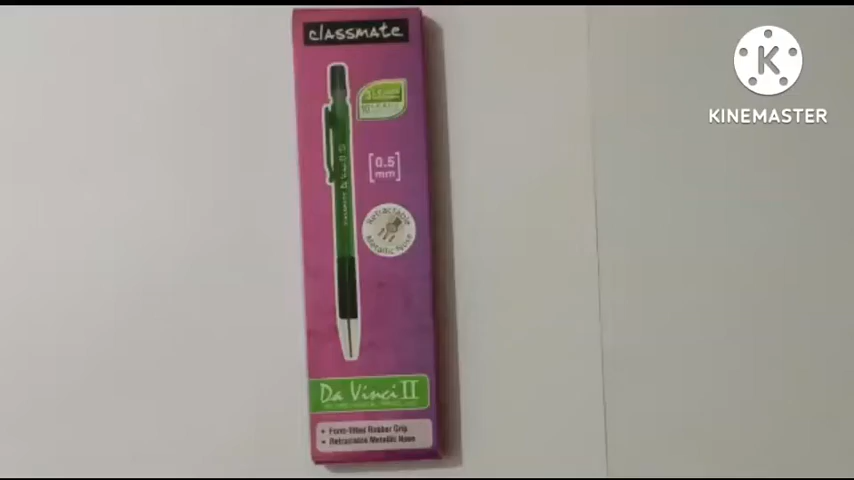 classmate
KINEMASTER
[0.5
mm]
Retractable
Metallic Nose
Da Vinci II
• Form-fitted Rubber Grip
• Retractable Metallic Nose